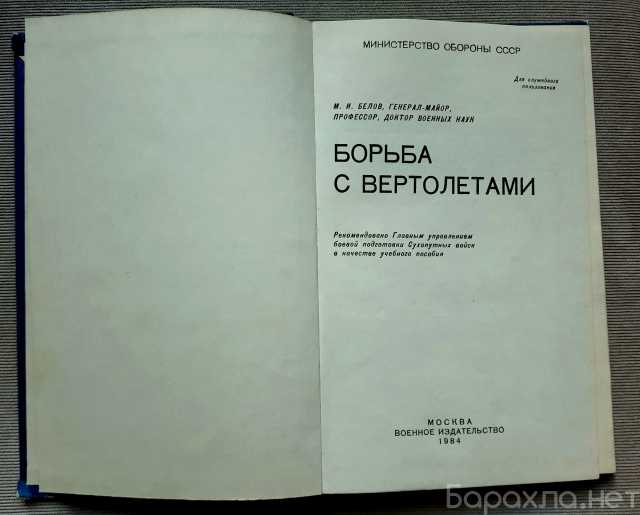 МИНИСТЕРСТВО ОБОРОНЫ СССР
Для служебного
пользования
М. И. БЕЛОВ, ГЕНЕРАЛ-МАЙОР,
ПРОФЕССОР, ДОКТОР ВОЕННЫХ НАУК
БОРЬБА
С ВЕРТОЛЕТАМИ
Рекомендовано Главным управлением
боевой подготовки Сухопутных войск
в качестве учебного пособия
МОСКВА
ВОЕННОЕ ИЗДАТЕЛЬСТВО
1984
Барахла.нет